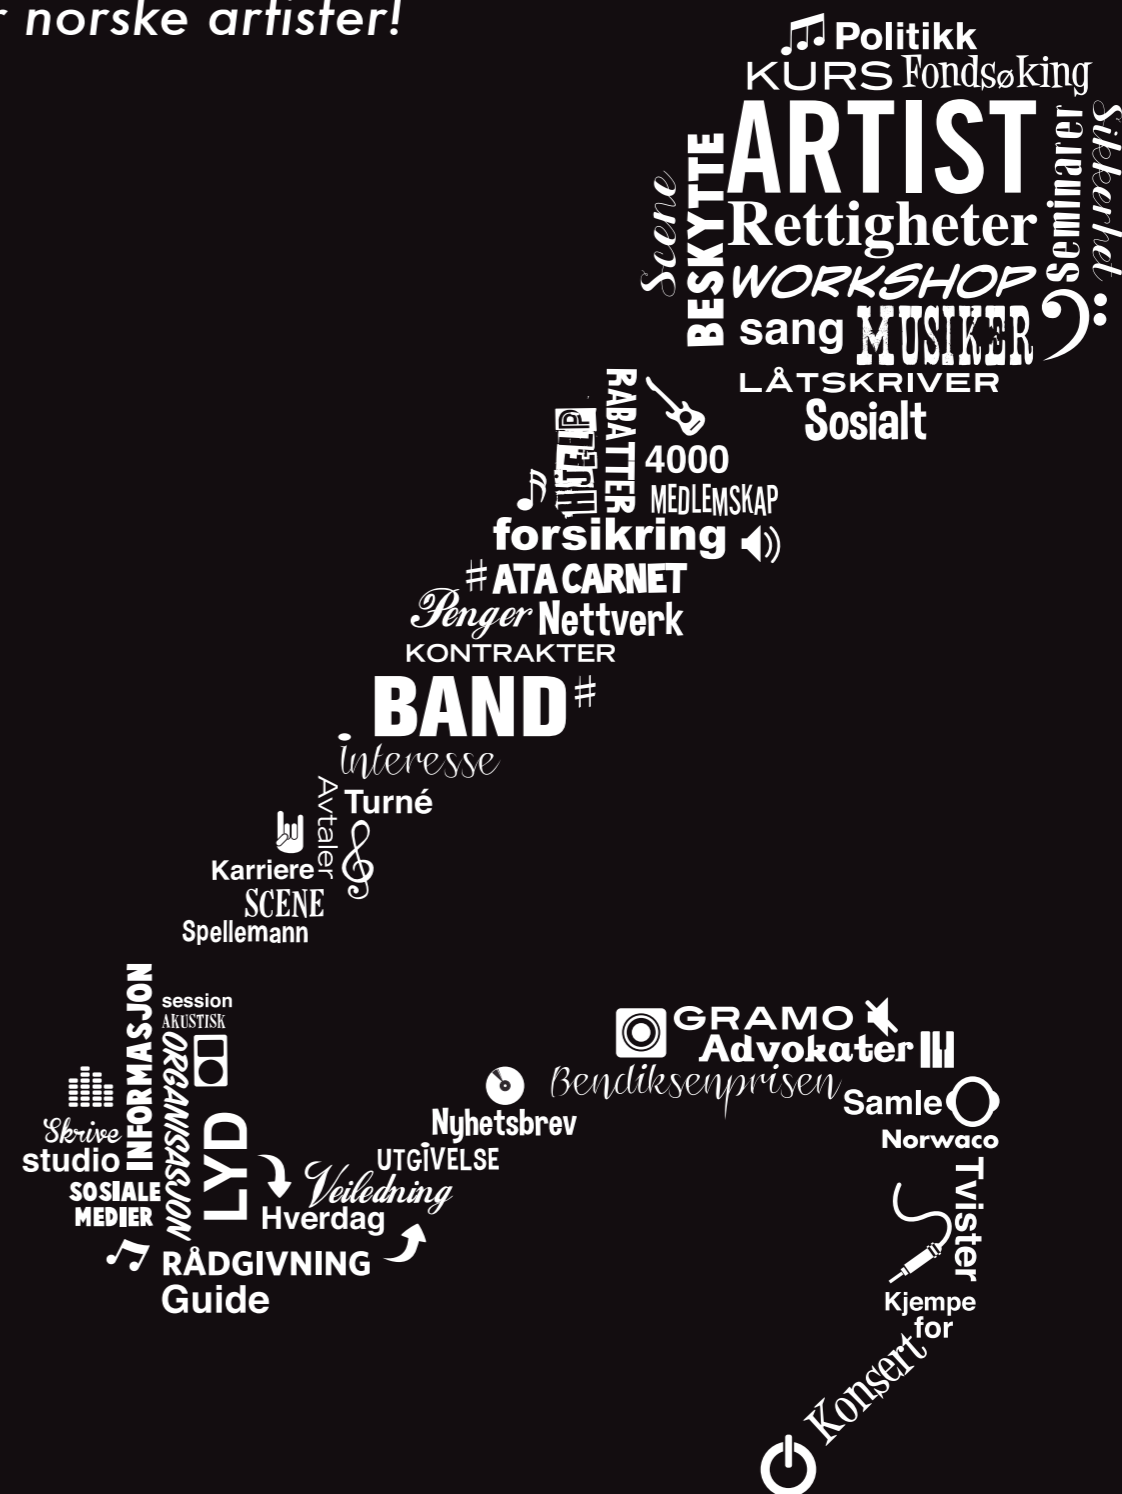 r norske artister!
Politikk
KURS Fondsøking
ARTIST
Seminarer
Sikkerhet
Scene
BESKYTTE
Rettigheter
WORKSHOP
sang MUSIKER
LÅTSKRIVER
Sosialt
HJELP
RABATTER
4000
MEDLEMSKAP
forsikring
ATA CARNET
Penger Nettverk
KONTRAKTER
BAND
Interesse
Avtaler
Turné
Karriere
SCENE
Spellemann
INFORMASJON
session
AKUSTISK
ORGANISASJON
LYD
Skrive
studio
SOSIALE
MEDIER
Veiledning
Hverdag
RÅDGIVNING
Guide
UTGIVELSE
Nyhetsbrev
GRAMO
Advokater
Bendiksenprisen
Samle
Norwaco
Tvister
Kjempe
for
Konsert